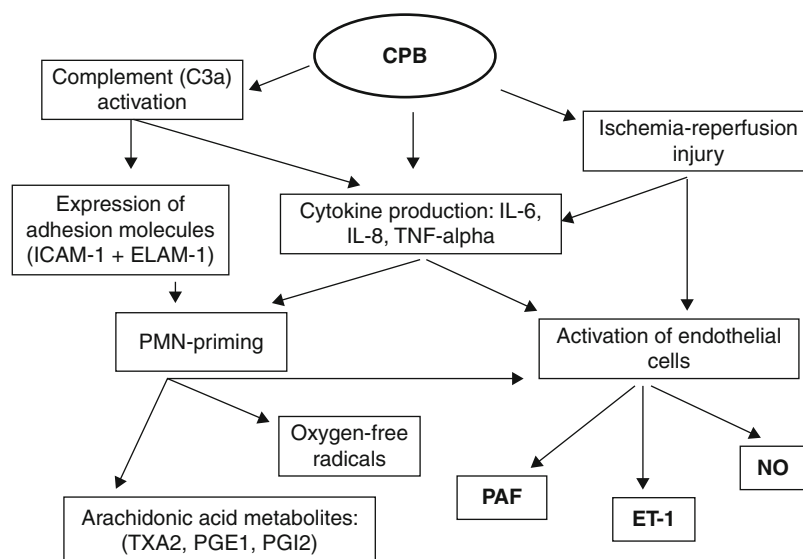 CPB
Complement (C3a)
activation
Ischemia-reperfusion
injury
Expression of
adhesion molecules
(ICAM-1 + ELAM-1)
Cytokine production: IL-6,
IL-8, TNF-alpha
PMN-priming
Activation of endothelial
cells
Oxygen-free
radicals
PAF
ET-1
NO
Arachidonic acid metabolites:
(TXA2, PGE1, PGI2)